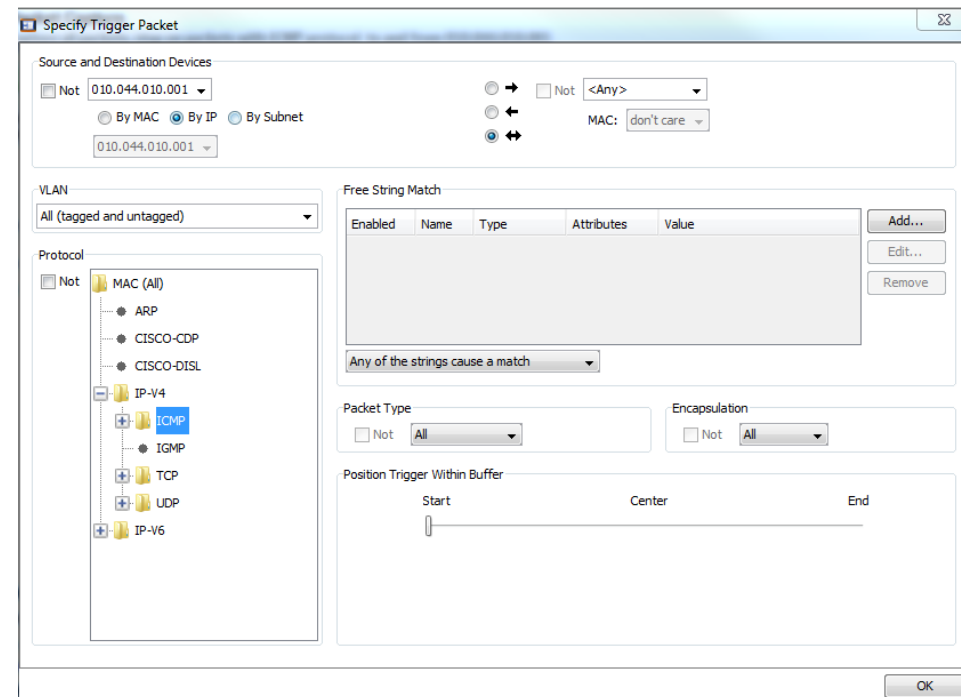 Specify Trigger Packet
Source and Destination Devices
Not 010.044.010.001
Not <Any>
By MAC By IP By Subnet
MAC: don't care
010.044.010.001
VLAN
All (tagged and untagged)
Free String Match
Enabled Name Type Attributes Value
Add...
Edit...
Remove
Any of the strings cause a match
Protocol
Not
MAC (All)
ARP
CISCO-CDP
CISCO-DISL
IP-V4
ICMP
IGMP
TCP
UDP
IP-V6
Packet Type
Not All
Encapsulation
Not All
Position Trigger Within Buffer
Start Center End
OK